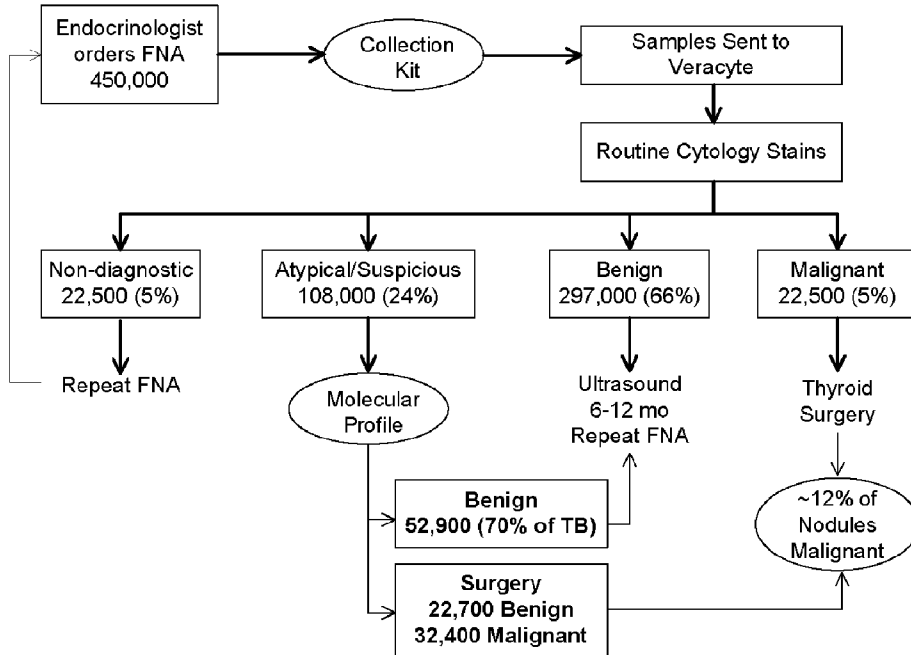 Endocrinologist
orders FNA
450,000
Collection
Kit
Samples Sent to
Veracyte
Routine Cytology Stains
Non-diagnostic
22,500 (5%)
Atypical/Suspicious
108,000 (24%)
Benign
297,000 (66%)
Malignant
22,500 (5%)
Repeat FNA
Molecular
Profile
Ultrasound
6-12 mo
Repeat FNA
Thyroid
Surgery
Benign
52,900 (70% of TB)
~12% of
Nodules
Malignant
Surgery
22,700 Benign
32,400 Malignant